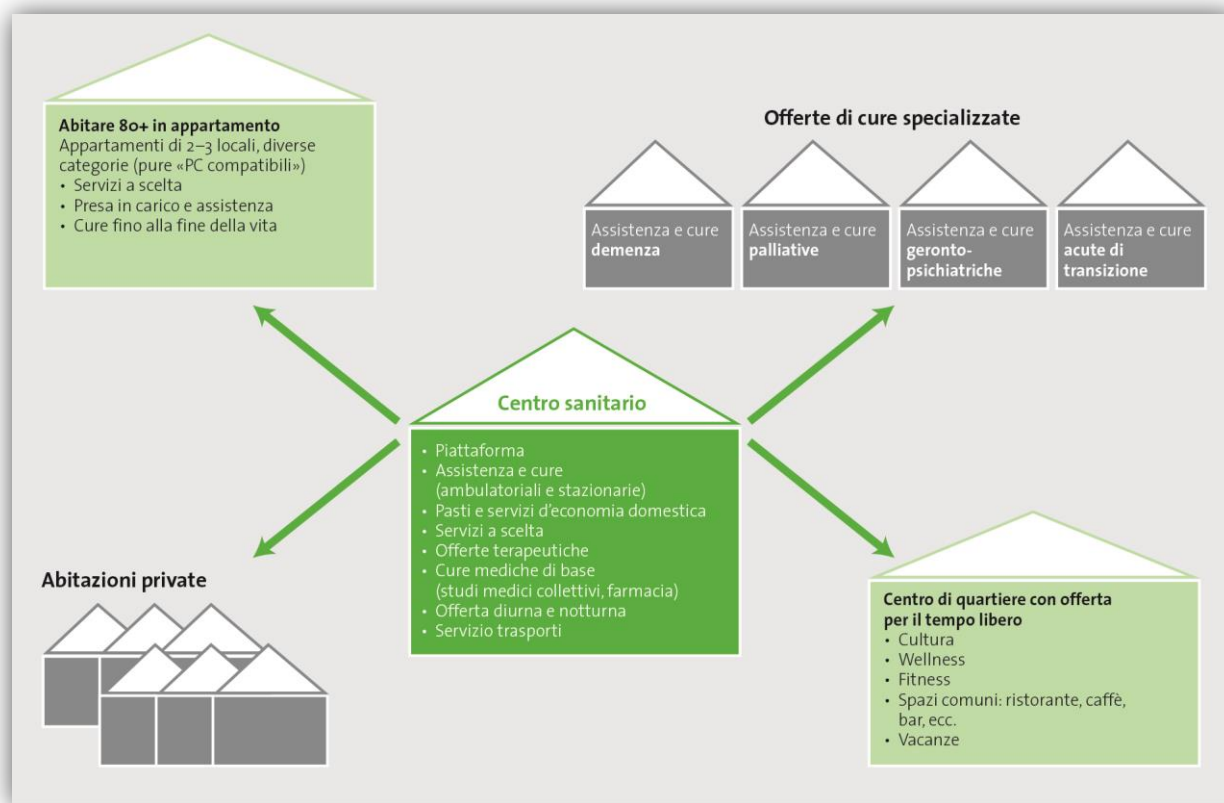 Abitare 80+ in appartamento
Appartamenti di 2–3 locali, diverse
categorie (pure «PC compatibili»)
• Servizi a scelta
• Presa in carico e assistenza
• Cure fino alla fine della vita
Offerte di cure specializzate
Assistenza e cure
demenza
Assistenza e cure
palliative
Assistenza e cure
geronto-
psichiatriche
Assistenza e cure
acute di
transizione
Centro sanitario
• Piattaforma
• Assistenza e cure
(ambulatoriali e stazionarie)
• Pasti e servizi d'economia domestica
• Servizi a scelta
• Offerte terapeutiche
• Cure mediche di base
(studi medici collettivi, farmacia)
• Offerta diurna e notturna
• Servizio trasporti
Abitazioni private
Centro di quartiere con offerta
per il tempo libero
• Cultura
• Wellness
• Fitness
• Spazi comuni: ristorante, caffè,
bar, ecc.
• Vacanze